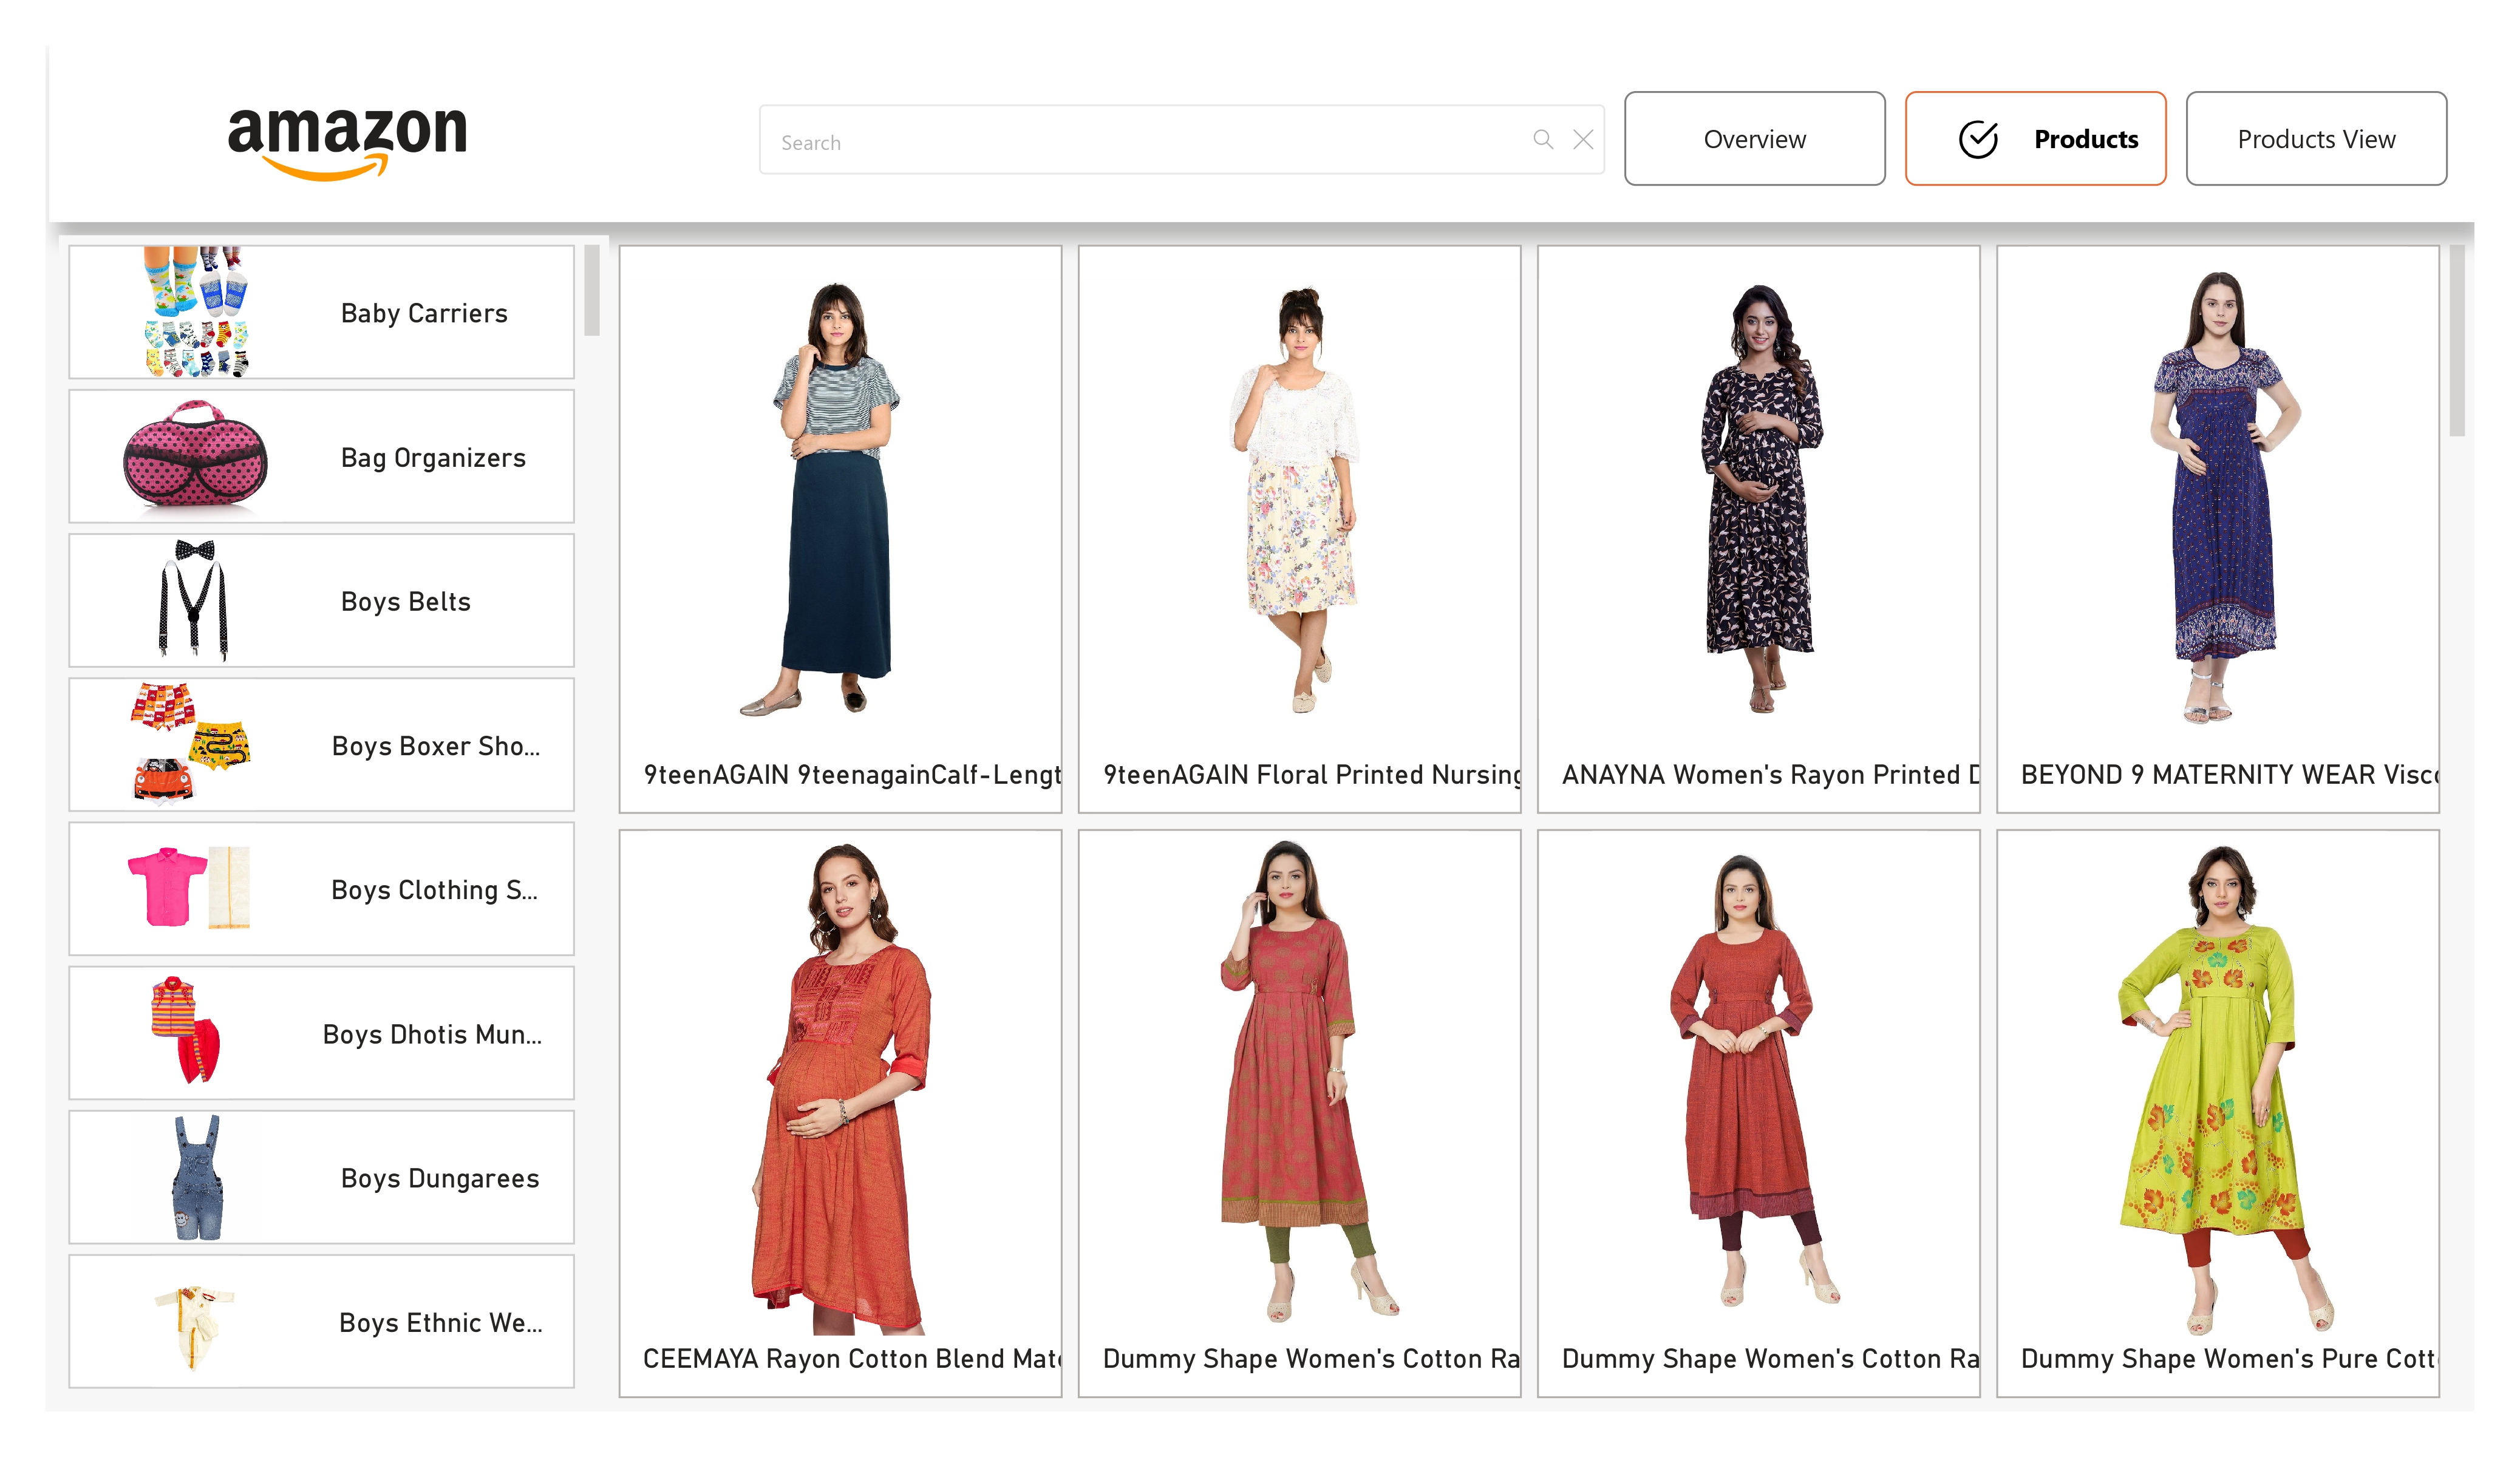 amazon
Search
Overview
Products
Products View
Baby Carriers
Bag Organizers
Boys Belts
Boys Boxer Sho...
Boys Clothing S...
Boys Dhotis Mun...
Boys Dungarees
Boys Ethnic We...
9teenAGAIN 9teenagainCalf-Lengt
9teenAGAIN Floral Printed Nursing
ANAYNA Women's Rayon Printed D
BEYOND 9 MATERNITY WEAR Visco
CEEMAYA Rayon Cotton Blend Mate
Dummy Shape Women's Cotton Ra
Dummy Shape Women's Cotton Ra
Dummy Shape Women's Pure Cott